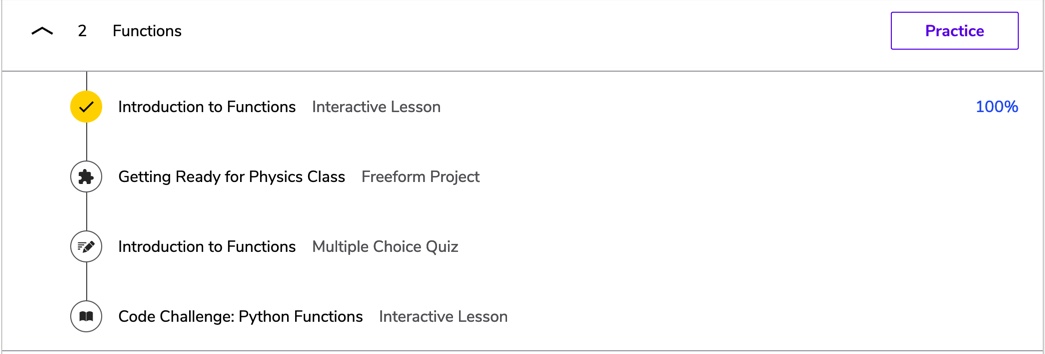 2 Functions Practice
Introduction to Functions Interactive Lesson 100%
Getting Ready for Physics Class Freeform Project
Introduction to Functions Multiple Choice Quiz
Code Challenge: Python Functions Interactive Lesson